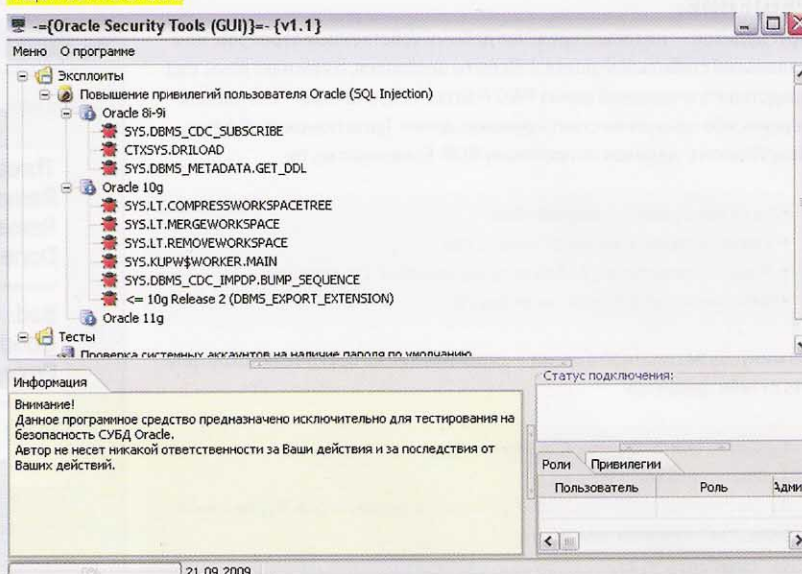 -={Oracle Security Tools (GUI)}=- {v1.1}
Меню О программе
Эксплоиты
Повышение привилегий пользователя Oracle (SQL Injection)
Oracle 8i-9i
SYS.DBMS_CDC_SUBSCRIBE
CTXSYS.DRILOAD
SYS.DBMS_METADATA.GET_DDL
Oracle 10g
SYS.LT.COMPRESSWORKSPACETREE
SYS.LT.MERGEWORKSPACE
SYS.LT.REMOVEWORKSPACE
SYS.KUPW$WORKER.MAIN
SYS.DBMS_CDC_IMPDP.BUMP_SEQUENCE
<= 10g Release 2 (DBMS_EXPORT_EXTENSION)
Oracle 11g
Тесты
Проверка системных аккаунтов на наличие пароля по умолчанию
Информация
Внимание!
Данное программное средство предназначено исключительно для тестирования на
безопасность СУБД Oracle.
Автор не несет никакой ответственности за Ваши действия и за последствия от
Ваших действий.
Статус подключения:
Роли Привилегии
Пользователь Роль Адми
0%
21.09.2009